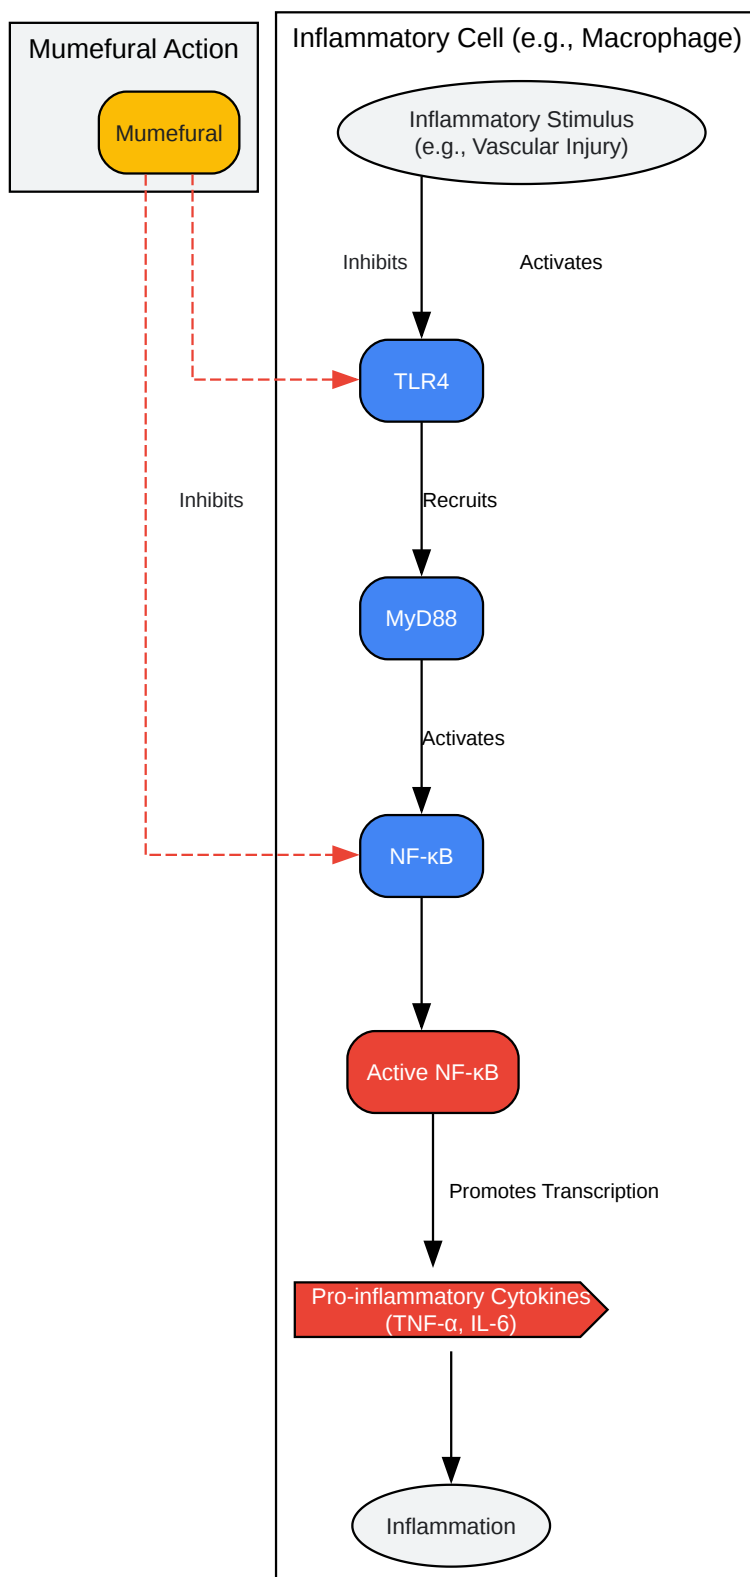 Mumefural Action
Mumefural
Inflammatory Cell (e.g., Macrophage)
Inflammatory Stimulus
(e.g., Vascular Injury)
Inhibits
Activates
TLR4
Inhibits
Recruits
MyD88
Activates
NF-κB
Active NF-κB
Promotes Transcription
Pro-inflammatory Cytokines
(TNF-α, IL-6)
Inflammation